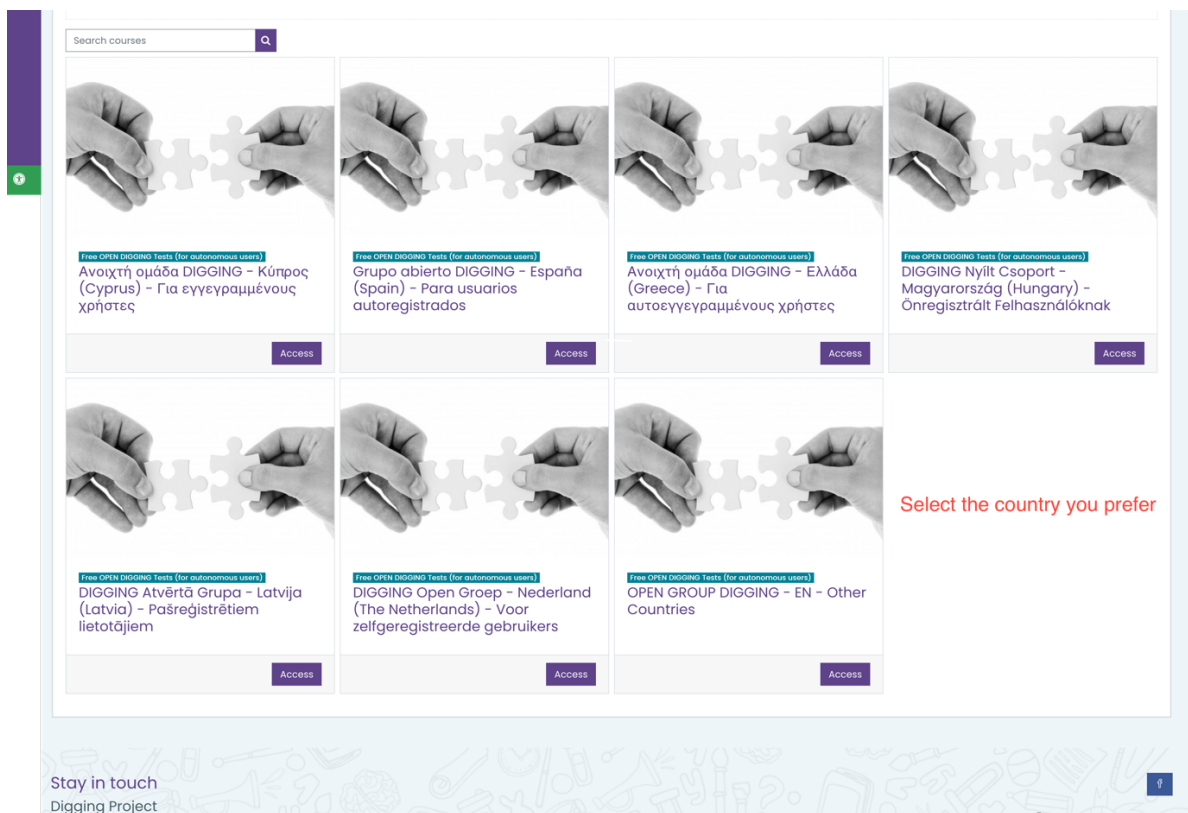 Search courses
Free OPEN DIGGING Tests (for autonomous users)
Ανοιχτή ομάδα DIGGING - Κύπρος
(Cyprus) - Για εγγεγραμμένους
χρήστες
Access
Free OPEN DIGGING Tests (for autonomous users)
Grupo abierto DIGGING - España
(Spain) - Para usuarios
autoregistrados
Access
Free OPEN DIGGING Tests (for autonomous users)
Ανοιχτή ομάδα DIGGING - Ελλάδα
(Greece) - Για
αυτοεγγεγραμμένους χρήστες
Access
Free OPEN DIGGING Tests (for autonomous users)
DIGGING Nyílt Csoport -
Magyarország (Hungary) -
Önregisztrált Felhasználóknak
Access
Free OPEN DIGGING Tests (for autonomous users)
DIGGING Atvērtā Grupa - Latvija
(Latvia) - Pašreģistrētiem
lietotājiem
Access
Free OPEN DIGGING Tests (for autonomous users)
DIGGING Open Groep - Nederland
(The Netherlands) - Voor
zelfgeregistreerde gebruikers
Access
Free OPEN DIGGING Tests (for autonomous users)
OPEN GROUP DIGGING - EN - Other
Countries
Access
Select the country you prefer
Stay in touch
Digging Project